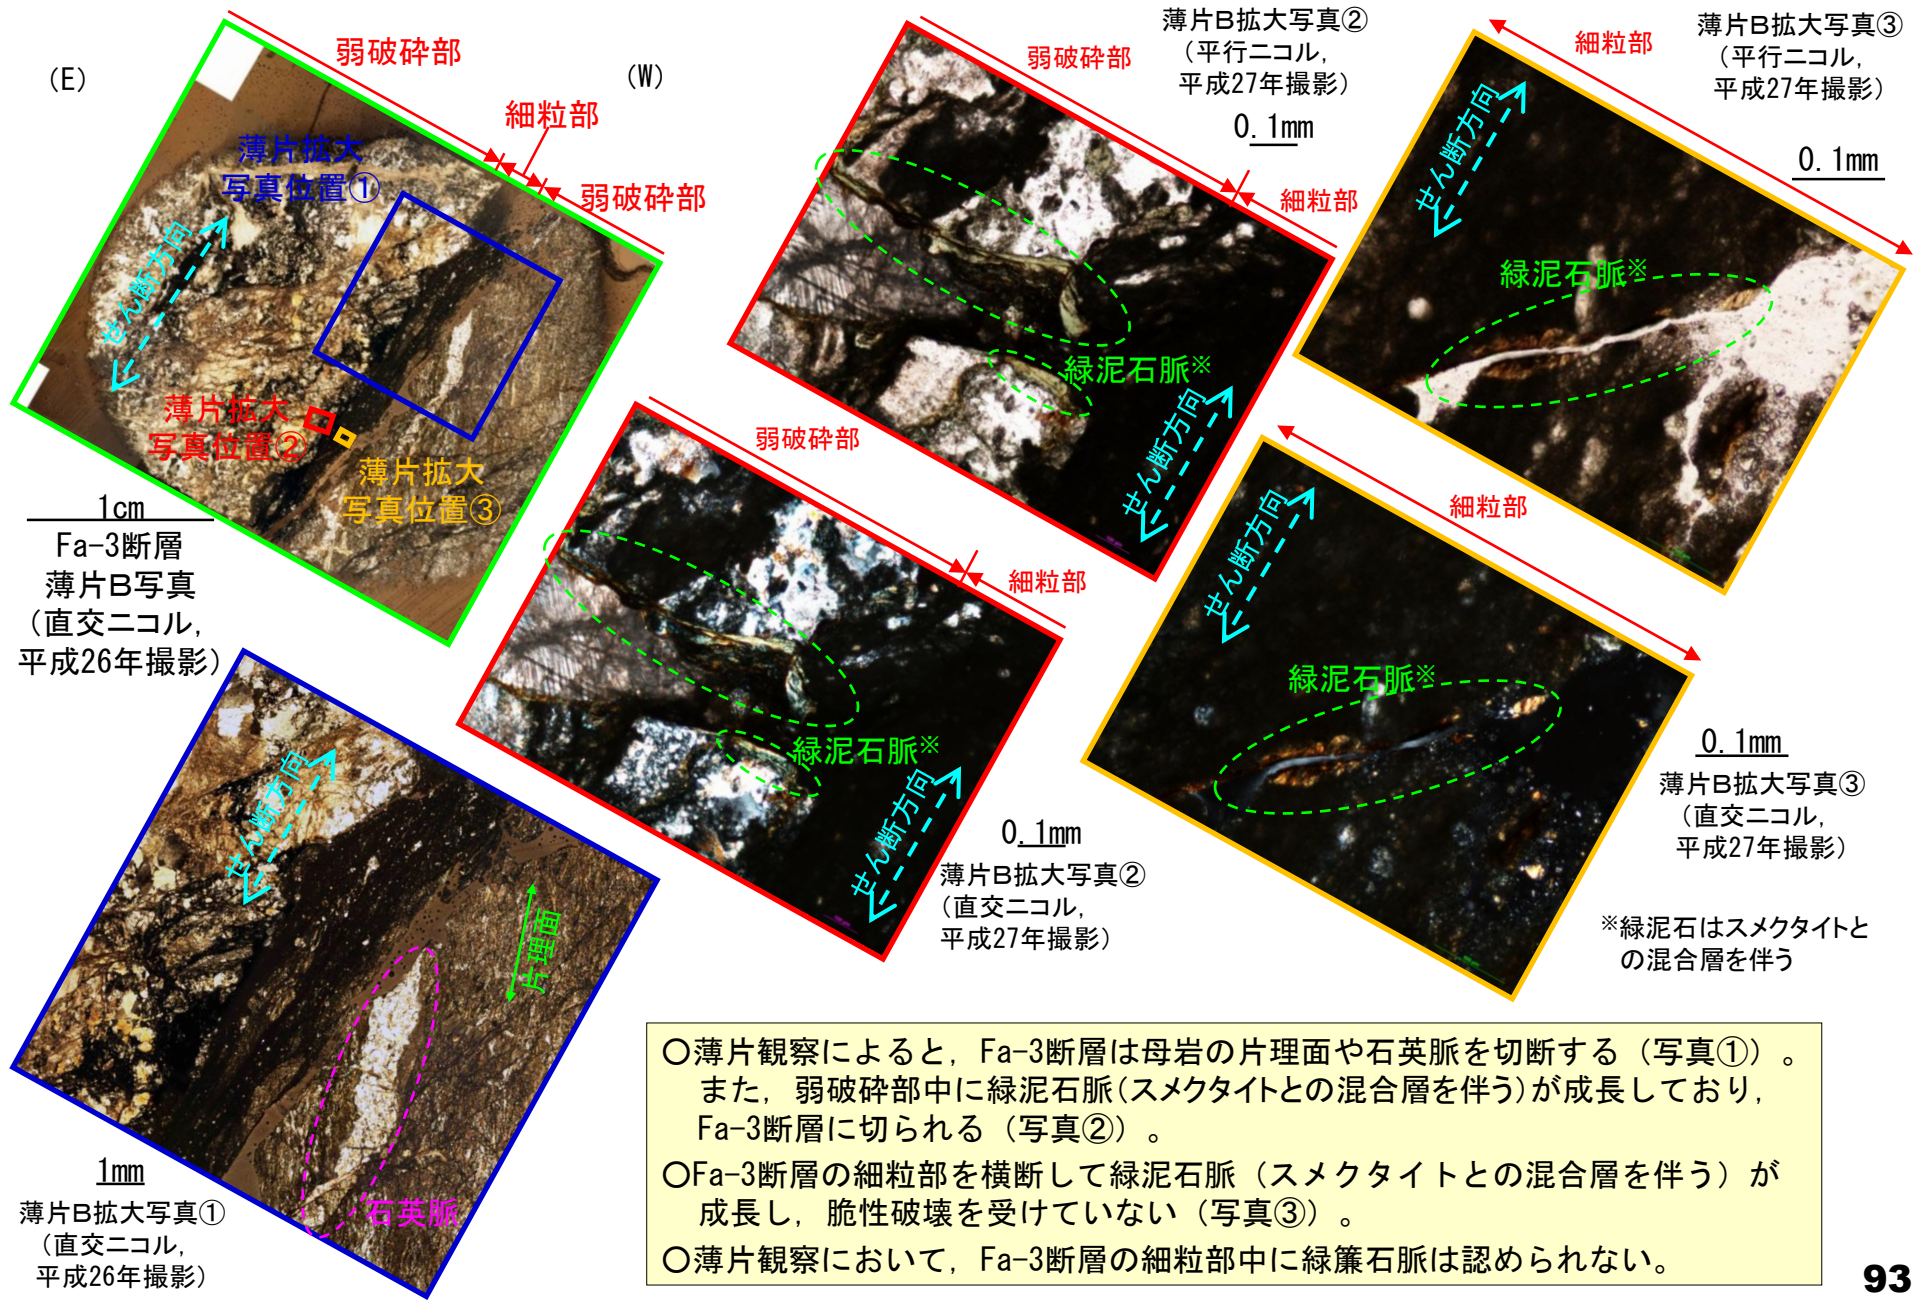 (E)
弱破砕部
細粒部
(W)
弱破砕部
薄片拡大
写真位置①
せん断方向
薄片拡大
写真位置②
薄片拡大
写真位置③
1cm
Fa-3断層
薄片B写真
(直交ニコル,
平成26年撮影)
弱破砕部
薄片B拡大写真②
(平行ニコル,
平成27年撮影)
0.1mm
細粒部
緑泥石脈※
せん断方向
細粒部
薄片B拡大写真③
(平行ニコル,
平成27年撮影)
0.1mm
せん断方向
緑泥石脈※
弱破砕部
細粒部
緑泥石脈※
せん断方向
0.1mm
薄片B拡大写真②
(直交ニコル,
平成27年撮影)
細粒部
せん断方向
緑泥石脈※
0.1mm
薄片B拡大写真③
(直交ニコル,
平成27年撮影)
※緑泥石はスメクタイトと
の混合層を伴う
せん断方向
片理面
石英脈
1mm
薄片B拡大写真①
(直交ニコル,
平成26年撮影)
○薄片観察によると,Fa-3断層は母岩の片理面や石英脈を切断する(写真①)。
また,弱破砕部中に緑泥石脈(スメクタイトとの混合層を伴う)が成長しており,
Fa-3断層に切られる(写真②)。
○Fa-3断層の細粒部を横断して緑泥石脈(スメクタイトとの混合層を伴う)が
成長し,脆性破壊を受けていない(写真③)。
○薄片観察において,Fa-3断層の細粒部中に緑簾石脈は認められない。
93